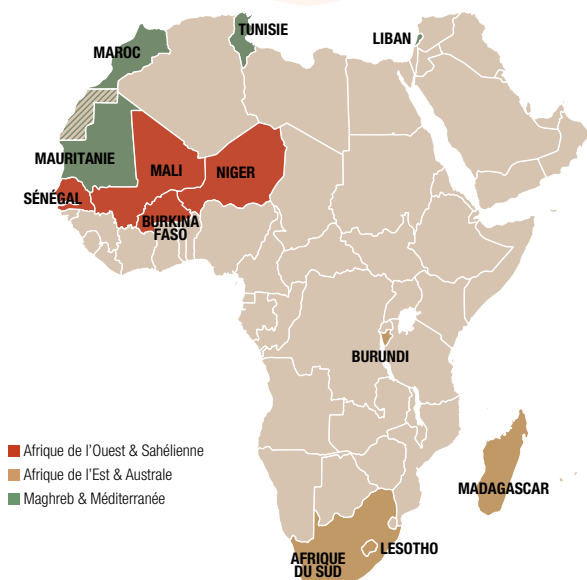 TUNISIE
LIBAN
MAROC
MAURITANIE
MALI
NIGER
SÉNÉGAL
BURKINA
FASO
BURUNDI
Afrique de l'Ouest & Sahélienne
Afrique de l'Est & Australe
Maghreb & Méditerranée
MADAGASCAR
LESOTHO
AFRIQUE
DU SUD